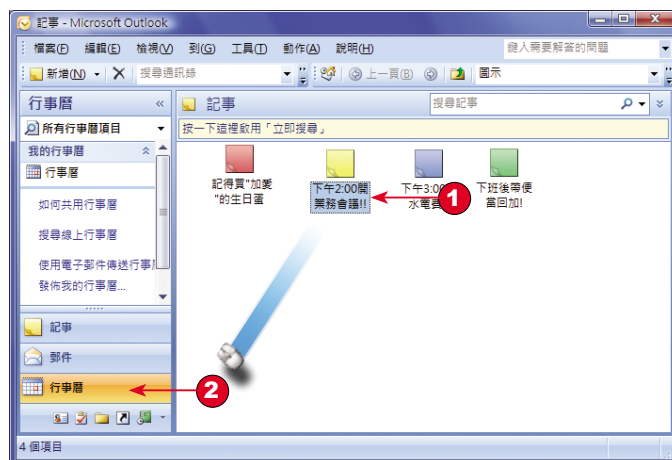 記事 - Microsoft Outlook
檔案(F) 編輯(E) 檢視(V) 到(G) 工具(T) 動作(A) 說明(H) 鍵入需要解答的問題
新增(N) 搜尋通訊錄 上一頁(B) 圖示
行事曆 «
所有行事曆項目
我的行事曆
行事曆
如何共用行事曆
搜尋線上行事曆
使用電子郵件傳送行事
發佈我的行事曆...
記事
郵件
行事曆
記事 搜尋記事
按一下這裡啟用「立即搜尋」
記得買"加愛
"的生日蛋
下午2:00開
業務會議!!
下午3:00
水電
下班後帶便
當回加!
1
2
4 個項目